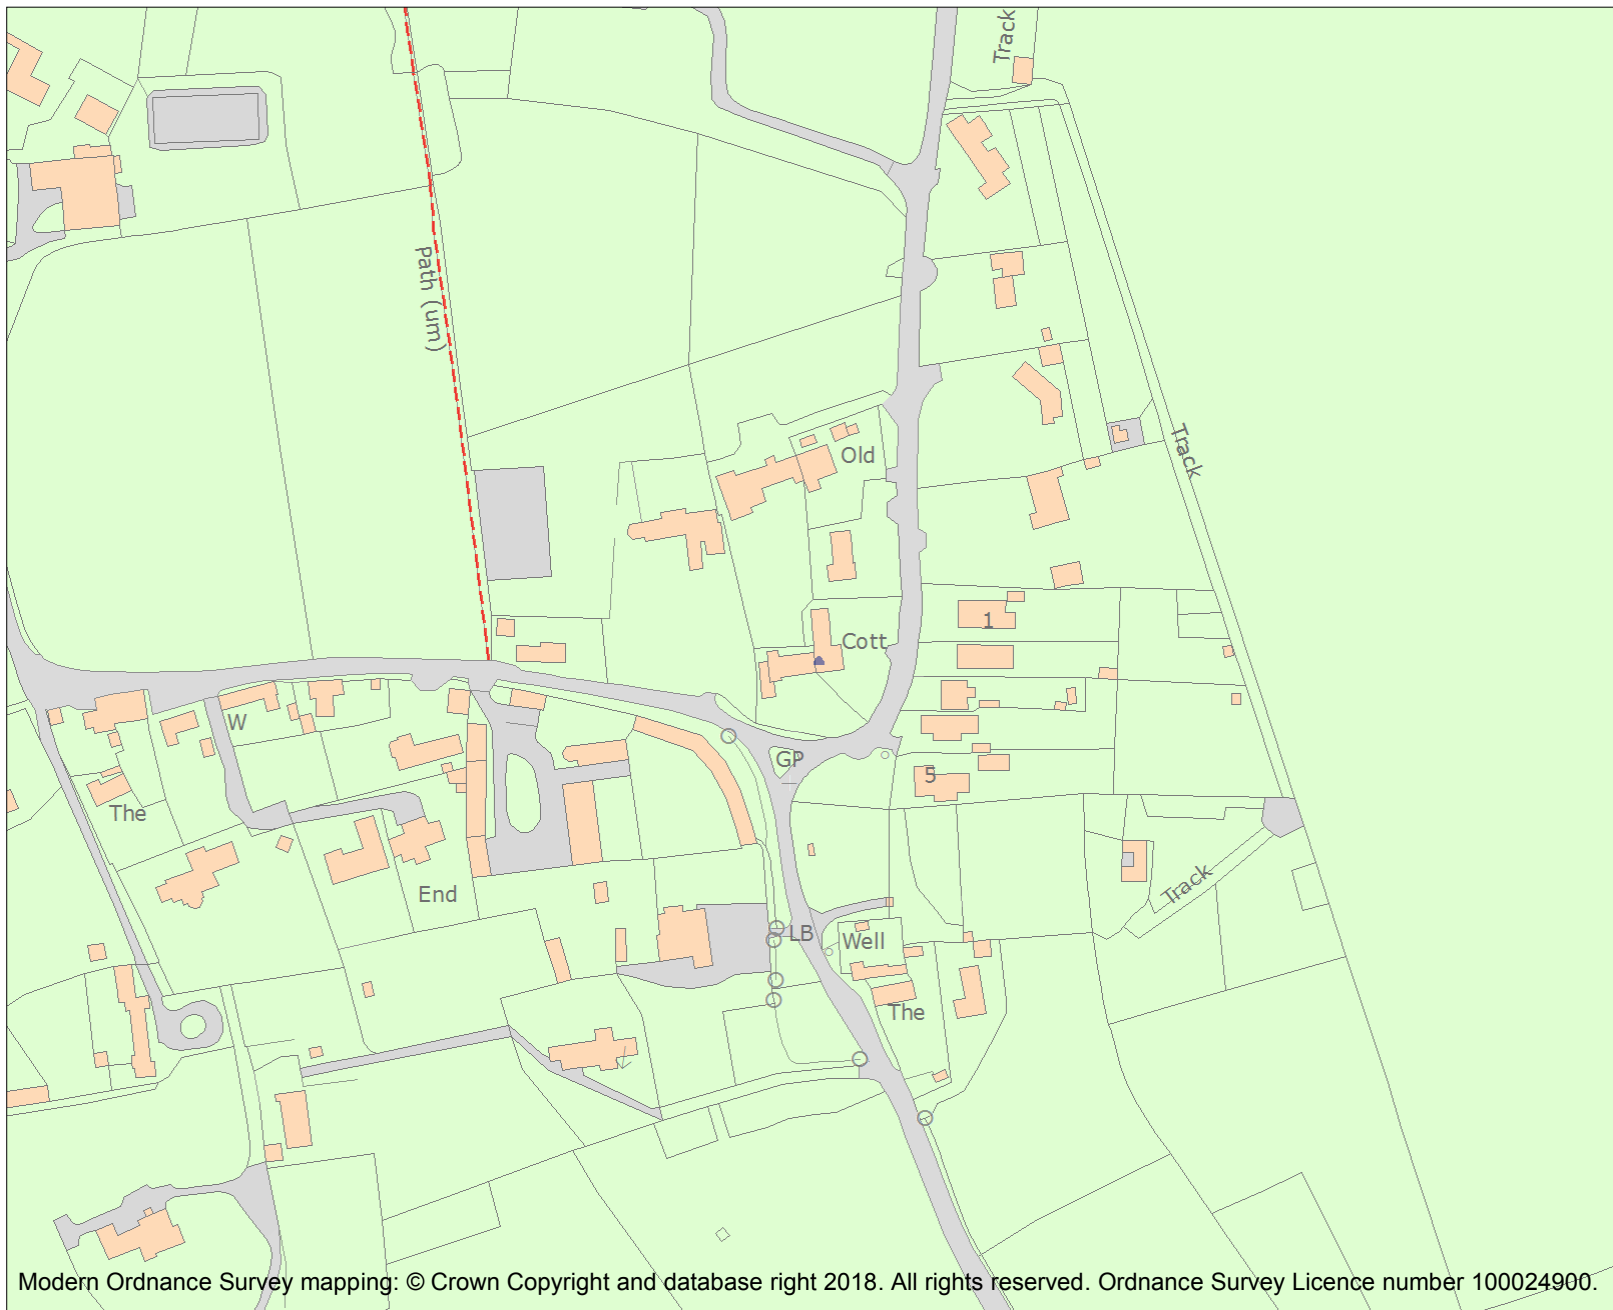 Track
Path (um)
Old
Track
1
Cott
W
GP
5
The
Track
End
LB
Well
The
Modern Ordnance Survey mapping: © Crown Copyright and database right 2018. All rights reserved. Ordnance Survey Licence number 100024900.